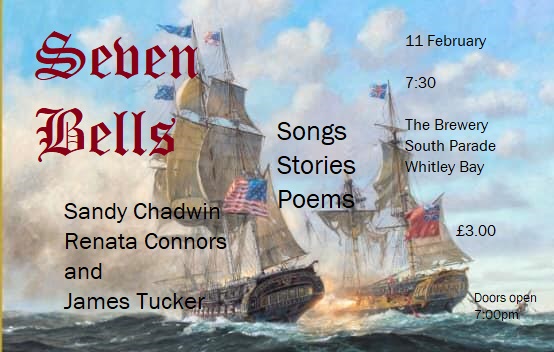 Seven
Bells
Songs
Stories
Poems
Sandy Chadwin
Renata Connors
and
James Tucker
11 February
7:30
The Brewery
South Parade
Whitley Bay
£3.00
Doors open
7:00pm